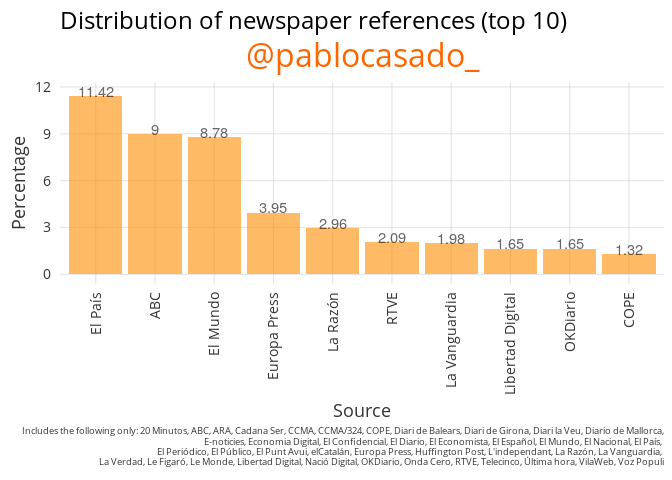 Distribution of newspaper references (top 10)
@pablocasado_
Percentage
12
9
6
3
0
11.42
9
8.78
3.95
2.96
2.09
1.98
1.65
1.65
1.32
El País
ABC
El Mundo
Europa Press
La Razón
RTVE
La Vanguardia
Libertad Digital
OKDiario
COPE
Source
Includes the following only: 20 Minutos, ABC, ARA, Cadana Ser, CCMA, CCMA/324, COPE, Diari de Balears, Diari de Girona, Diari la Veu, Diario de Mallorca,
E-noticies, Economia Digital, El Confidencial, El Diario, El Economista, El Español, El Mundo, El Nacional, El País,
El Periódico, El Público, El Punt Avui, elCatalán, Europa Press, Huffington Post, L'independant, La Razón, La Vanguardia,
La Verdad, Le Figaró, Le Monde, Libertad Digital, Nació Digital, OKDiario, Onda Cero, RTVE, Telecinco, Última hora, VilaWeb, Voz Populi